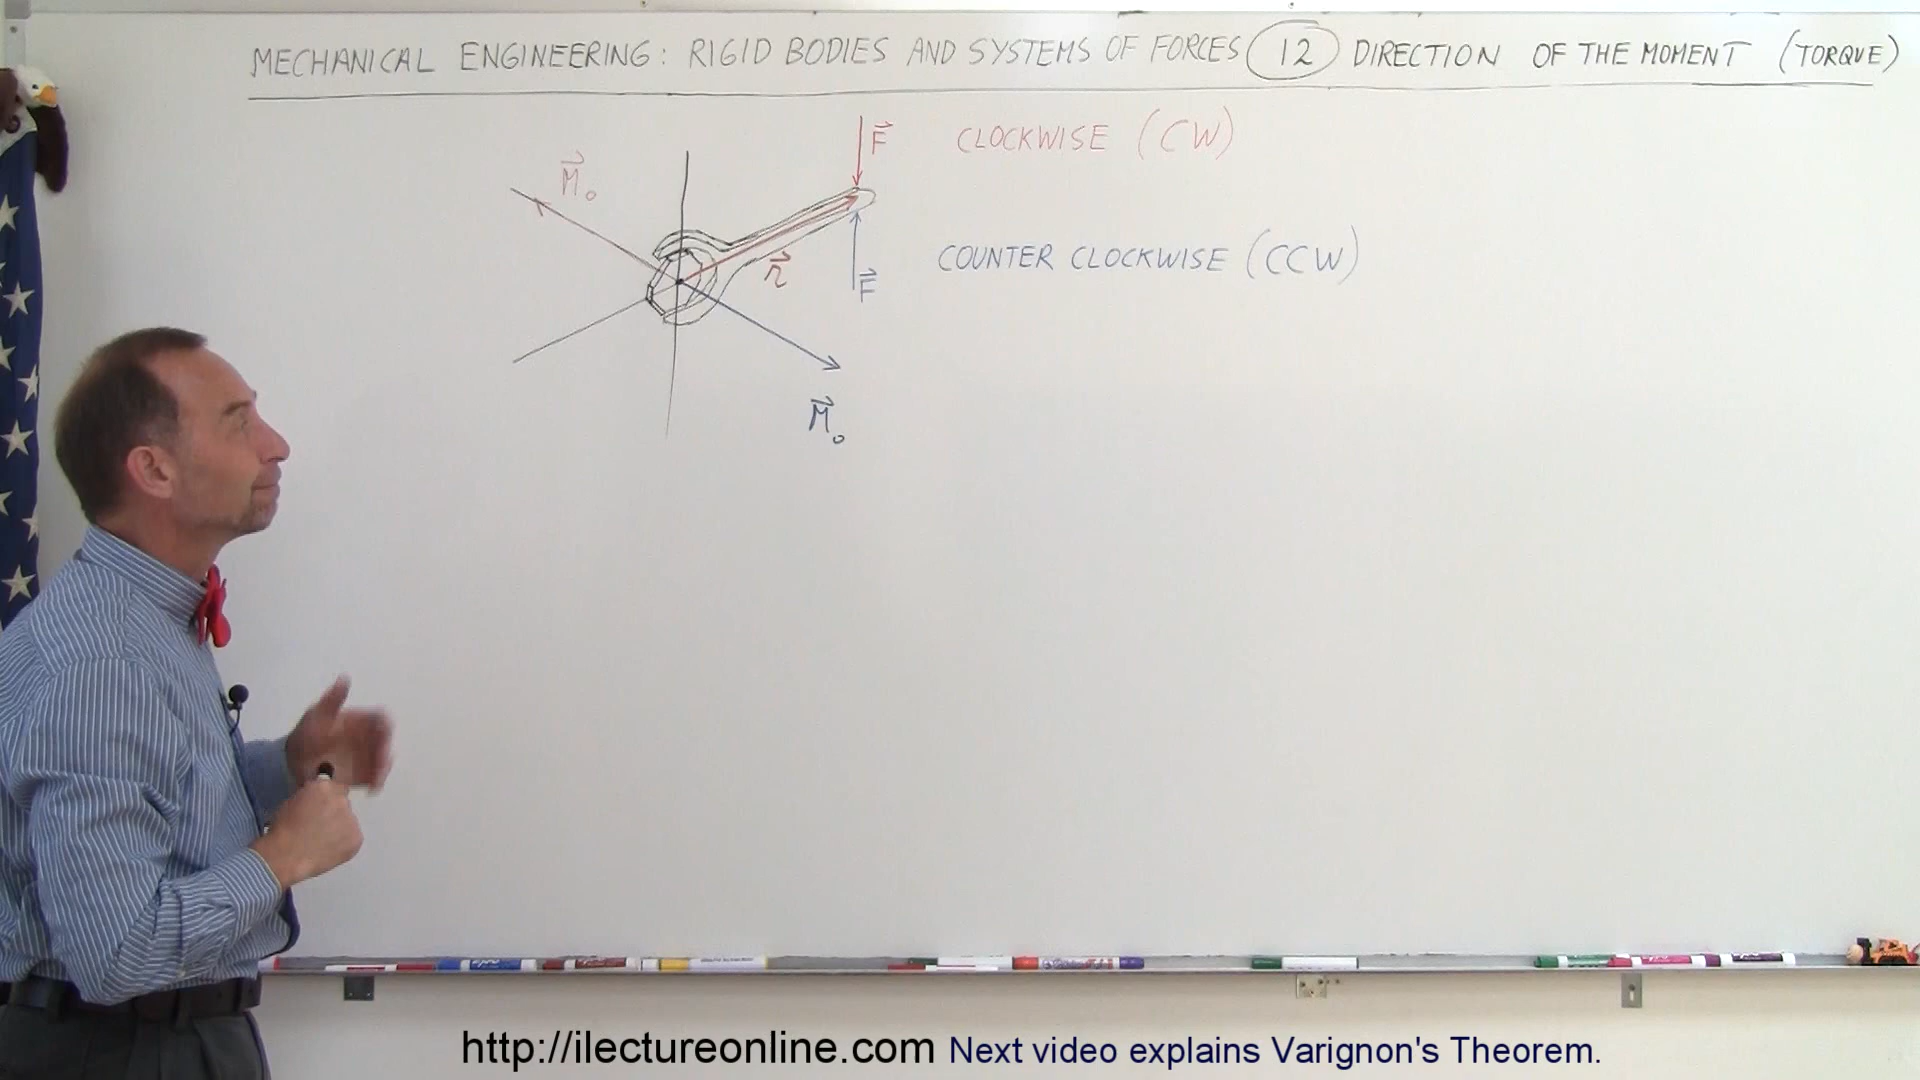 MECHANICAL ENGINEERING: RIGID BODIES AND SYSTEMS OF FORCES 12 DIRECTION OF THE MOMENT (TORQUE)
F CLOCKWISE (CW)
M₀
COUNTER CLOCKWISE (CCW)
r
F
M₀
http://ilectureonline.com Next video explains Varignon's Theorem.